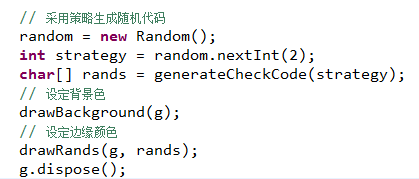 // 采用策略生成随机代码
random = new Random();
int strategy = random.nextInt(2);
char[] rands = generateCheckCode(strategy);
// 设定背景色
drawBackground(g);
// 设定边缘颜色
drawRands(g, rands);
g.dispose();